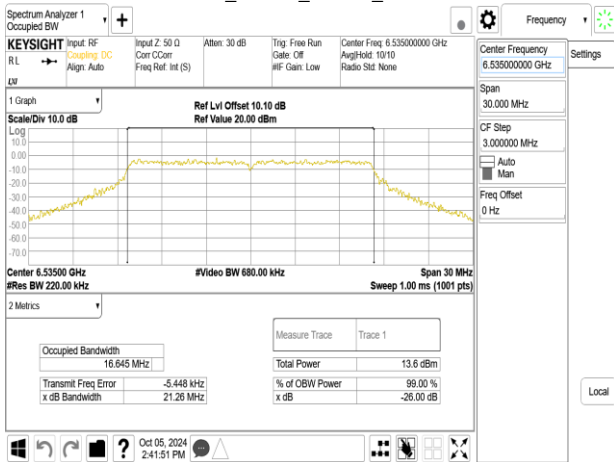 Spectrum Analyzer 1
Occupied BW
+
Frequency
KEYSIGHT
RL
Input: RF
Coupling: DC
Align: Auto
Input Z: 50 Ω
Corr CCorr
Freq Ref: Int (S)
Atten: 30 dB
Trig: Free Run
Gate: Off
#IF Gain: Low
Center Freq: 6.535000000 GHz
Avg|Hold: 10/10
Radio Std: None
Center Frequency
6.535000000 GHz
Settings
Span
30.000 MHz
CF Step
3.000000 MHz
Auto
Man
Freq Offset
0 Hz
Local
1 Graph
Scale/Div 10.0 dB
Ref Lvl Offset 10.10 dB
Ref Value 20.00 dBm
Log
10.0
0.00
-10.0
-20.0
-30.0
-40.0
-50.0
-60.0
-70.0
Center 6.53500 GHz
#Video BW 680.00 kHz
Span 30 MHz
#Res BW 220.00 kHz
Sweep 1.00 ms (1001 pts)
2 Metrics
Measure Trace
Trace 1
Occupied Bandwidth
16.645 MHz
Total Power
13.6 dBm
Transmit Freq Error
-5.448 kHz
% of OBW Power
99.00 %
x dB Bandwidth
21.26 MHz
x dB
-26.00 dB
?
Oct 05, 2024
2:41:51 PM